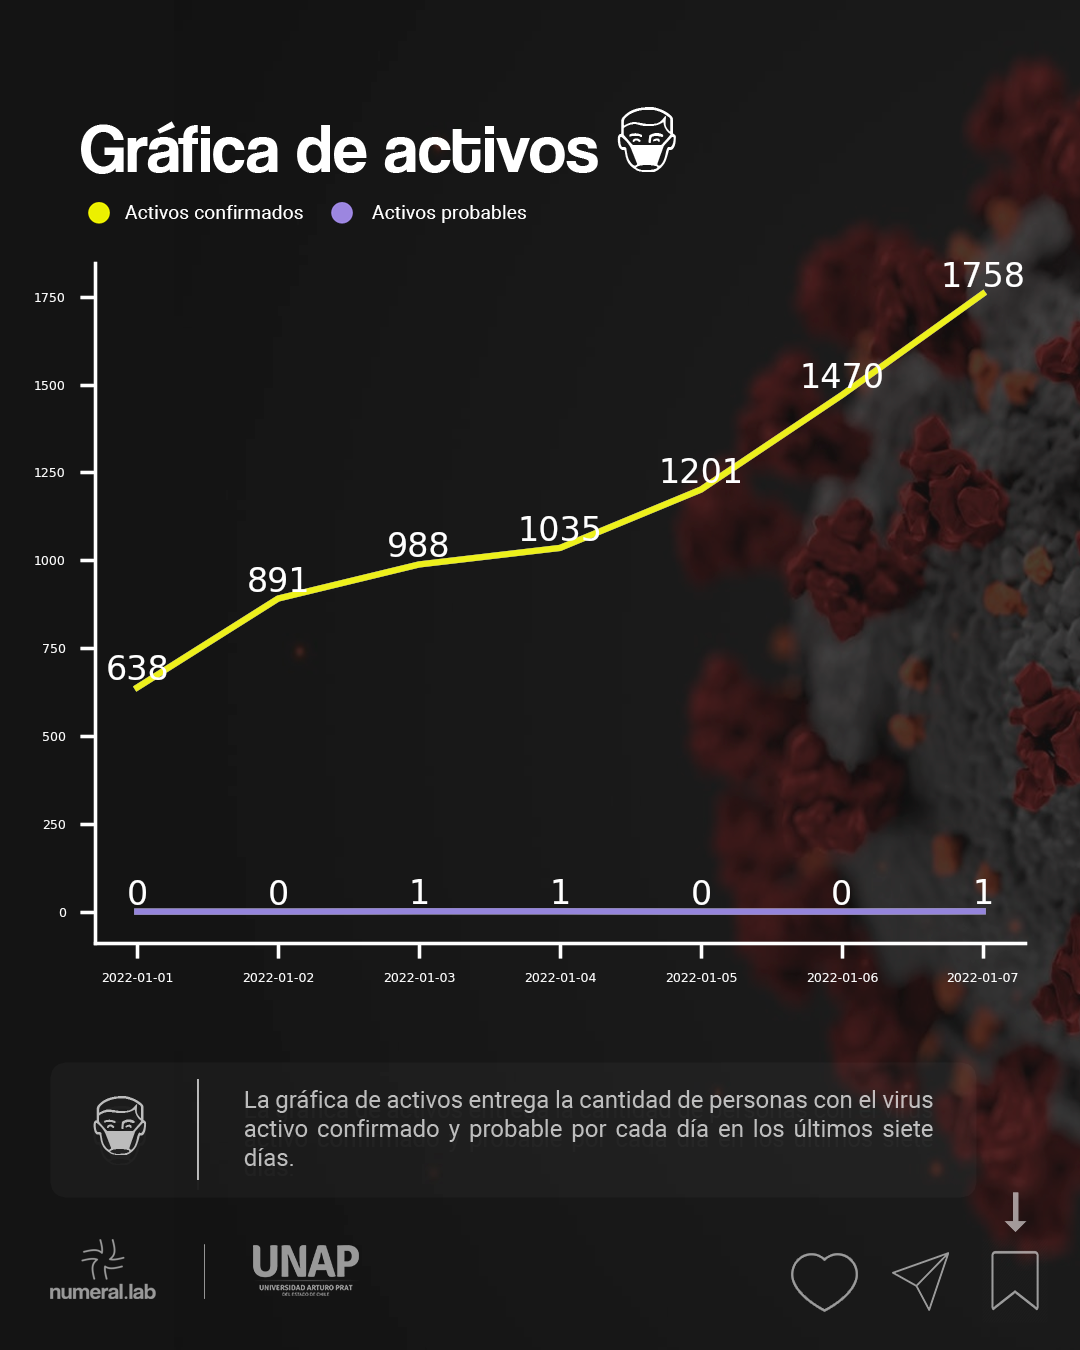 Gráfica de activos
Activos confirmados Activos probables
1750
1500
1250
1000
750
500
250
0
638
891
988
1035
1201
1470
1758
0 0 1 1 0 0 1
2022-01-01 2022-01-02 2022-01-03 2022-01-04 2022-01-05 2022-01-06 2022-01-07
La gráfica de activos entrega la cantidad de personas con el virus
activo confirmado y probable por cada día en los últimos siete
días.
numeral.lab
UNAP
UNIVERSIDAD ARTURO PRAT
DEL ESTADO DE CHILE